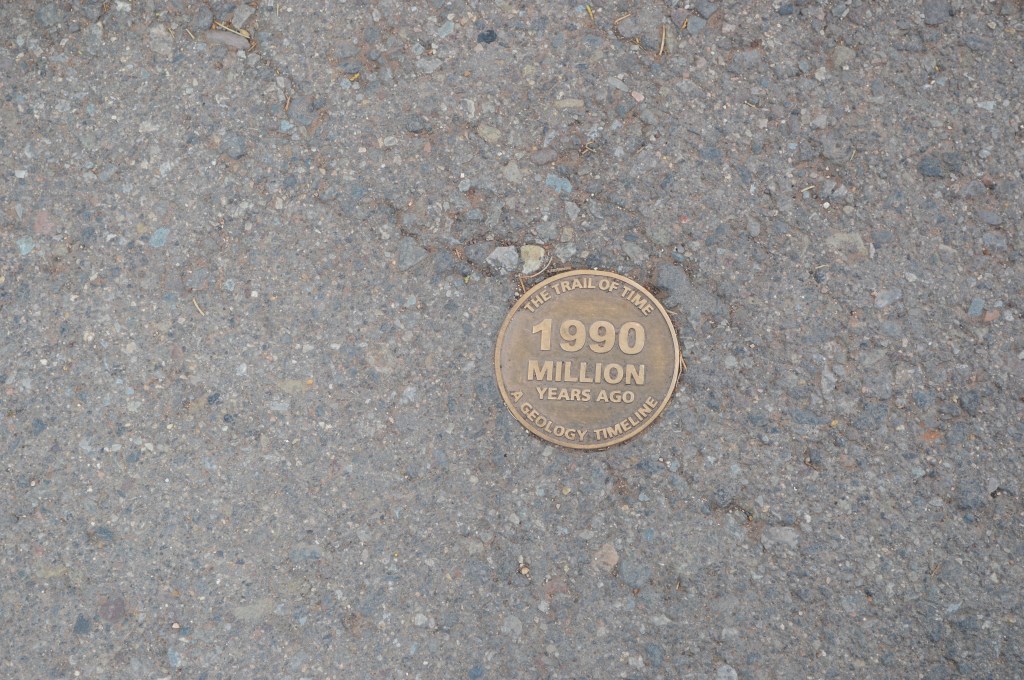 THE TRAIL OF TIME
1990
MILLION
YEARS AGO
A GEOLOGY TIMELINE